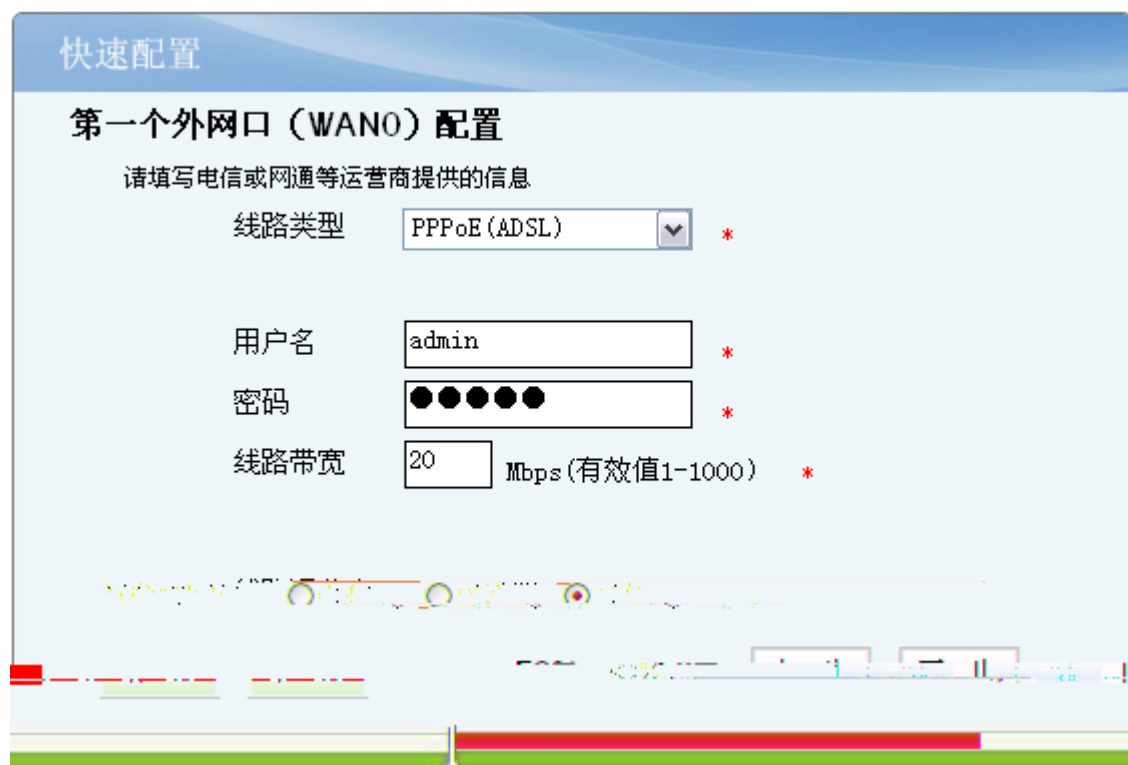 快速配置
第一个外网口（WAN0）配置
请填写电信或网通等运营商提供的信息
线路类型 PPPoE(ADSL) *
用户名 admin *
密码 ●●●●● *
线路带宽 20 Mbps(有效值1-1000) *